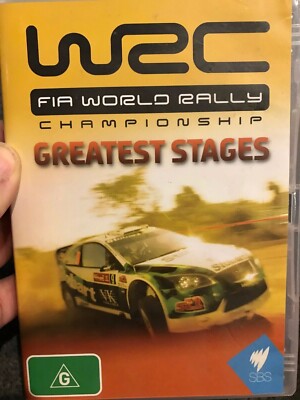 WRC
FIA WORLD RALLY
CHAMPIONSHIP
GREATEST STAGES
G
SBS